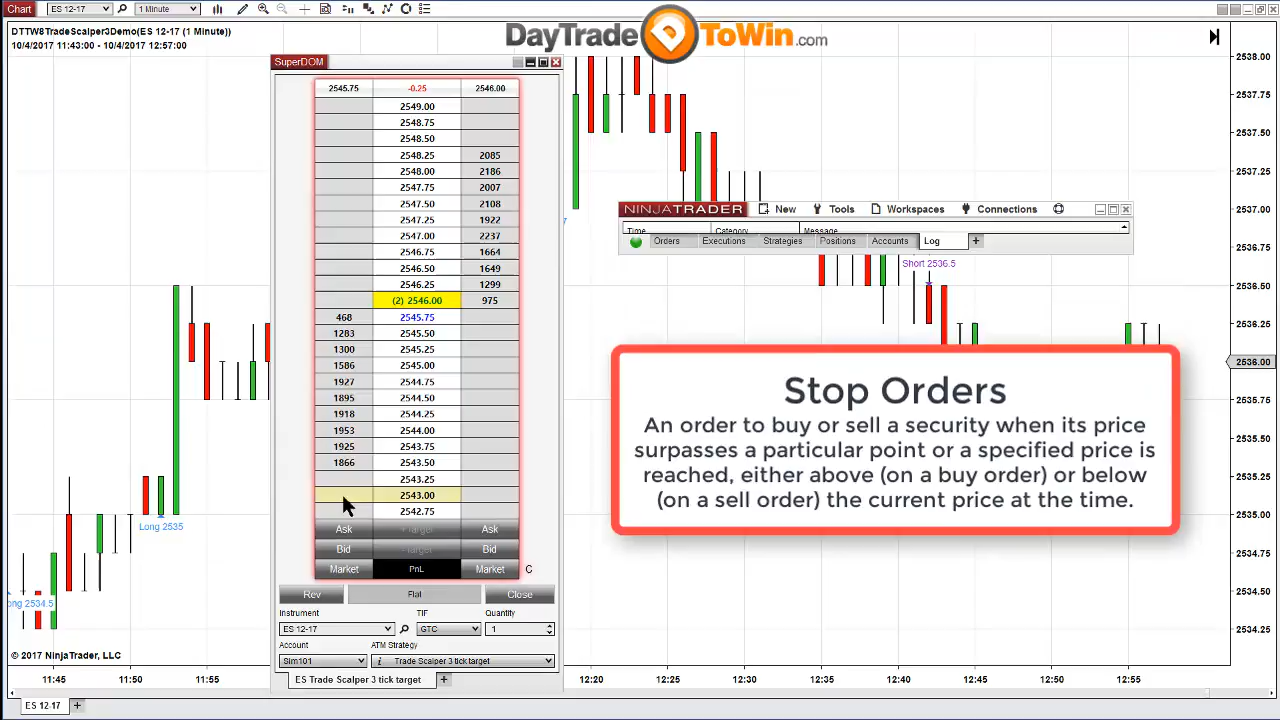 Chart
ES 12-17
1 Minute
DTTW8TradeScalper3Demo(ES 12-17 (1 Minute))
10/4/2017 11:43:00 - 10/4/2017 12:57:00
DayTradeToWin.com
SuperDOM
2545.75 -0.25 2546.00
2549.00
2548.75
2548.50
2548.25 2085
2548.00 2186
2547.75 2007
2547.50 2108
2547.25 1922
2547.00 2237
2546.75 1664
2546.50 1649
2546.25 1299
(2) 2546.00 975
468 2545.75
1283 2545.50
1300 2545.25
1586 2545.00
1927 2544.75
1895 2544.50
1918 2544.25
1953 2544.00
1925 2543.75
1866 2543.50
2543.25
2543.00
2542.75
Ask + Target Ask
Bid - Target Bid
Market PnL Market C
Rev Flat Close
Instrument TIF Quantity
ES 12-17 GTC 1
Account ATM Strategy
Sim101 i Trade Scalper 3 tick target
ES Trade Scalper 3 tick target +
NINJATRADER New Tools Workspaces Connections
Time Category Message
Orders Executions Strategies Positions Accounts Log +
Short 2536.5
Stop Orders
An order to buy or sell a security when its price
surpasses a particular point or a specified price is
reached, either above (on a buy order) or below
(on a sell order) the current price at the time.
Long 2535
ong 2534.5
2538.00
2537.75
2537.50
2537.25
2537.00
2536.75
2536.50
2536.25
2536.00
2535.75
2535.50
2535.25
2535.00
2534.75
2534.50
2534.25
© 2017 NinjaTrader, LLC
11:45 11:50 11:55 12:20 12:25 12:30 12:35 12:40 12:45 12:50 12:55
ES 12-17 +